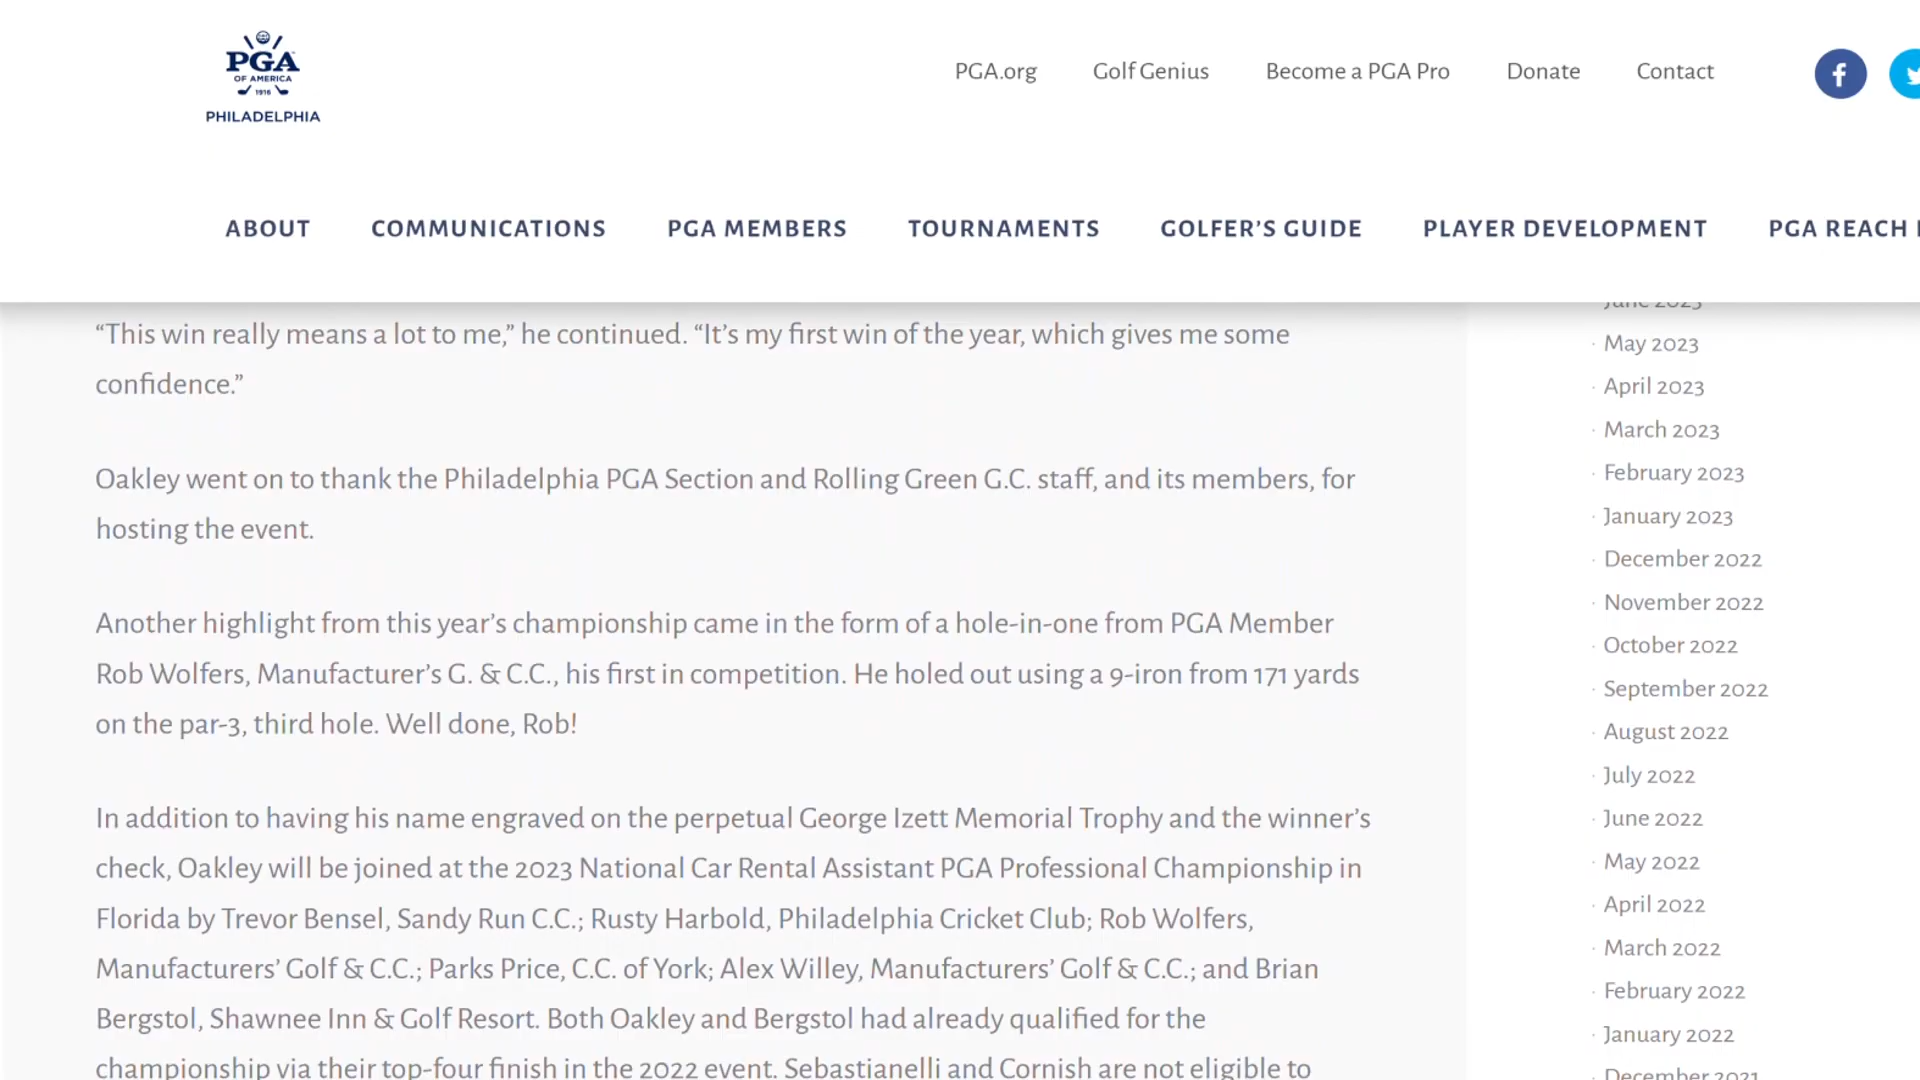 PGA
OF AMERICA
1916
PHILADELPHIA
PGA.org Golf Genius Become a PGA Pro Donate Contact
ABOUT COMMUNICATIONS PGA MEMBERS TOURNAMENTS GOLFER’S GUIDE PLAYER DEVELOPMENT PGA REACH
“This win really means a lot to me,” he continued. “It’s my first win of the year, which gives me some
confidence.”
Oakley went on to thank the Philadelphia PGA Section and Rolling Green G.C. staff, and its members, for
hosting the event.
Another highlight from this year’s championship came in the form of a hole-in-one from PGA Member
Rob Wolfers, Manufacturer’s G. & C.C., his first in competition. He holed out using a 9-iron from 171 yards
on the par-3, third hole. Well done, Rob!
In addition to having his name engraved on the perpetual George Izett Memorial Trophy and the winner’s
check, Oakley will be joined at the 2023 National Car Rental Assistant PGA Professional Championship in
Florida by Trevor Bensel, Sandy Run C.C.; Rusty Harbold, Philadelphia Cricket Club; Rob Wolfers,
Manufacturers’ Golf & C.C.; Parks Price, C.C. of York; Alex Willey, Manufacturers’ Golf & C.C.; and Brian
Bergstol, Shawnee Inn & Golf Resort. Both Oakley and Bergstol had already qualified for the
championship via their top-four finish in the 2022 event. Sebastianelli and Cornish are not eligible to
June 2023
· May 2023
· April 2023
· March 2023
· February 2023
· January 2023
· December 2022
· November 2022
· October 2022
· September 2022
· August 2022
· July 2022
· June 2022
· May 2022
· April 2022
· March 2022
· February 2022
· January 2022
December 2021